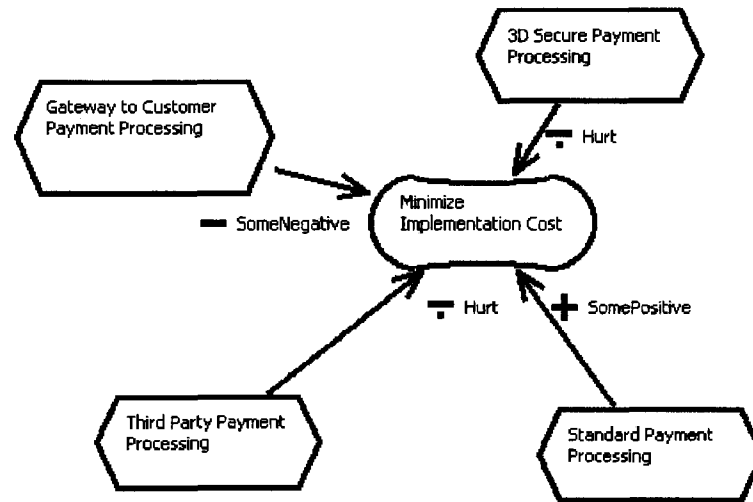 3D Secure Payment
Processing
Gateway to Customer
Payment Processing
Hurt
Minimize
Implementation Cost
SomeNegative
Hurt
SomePositive
Third Party Payment
Processing
Standard Payment
Processing